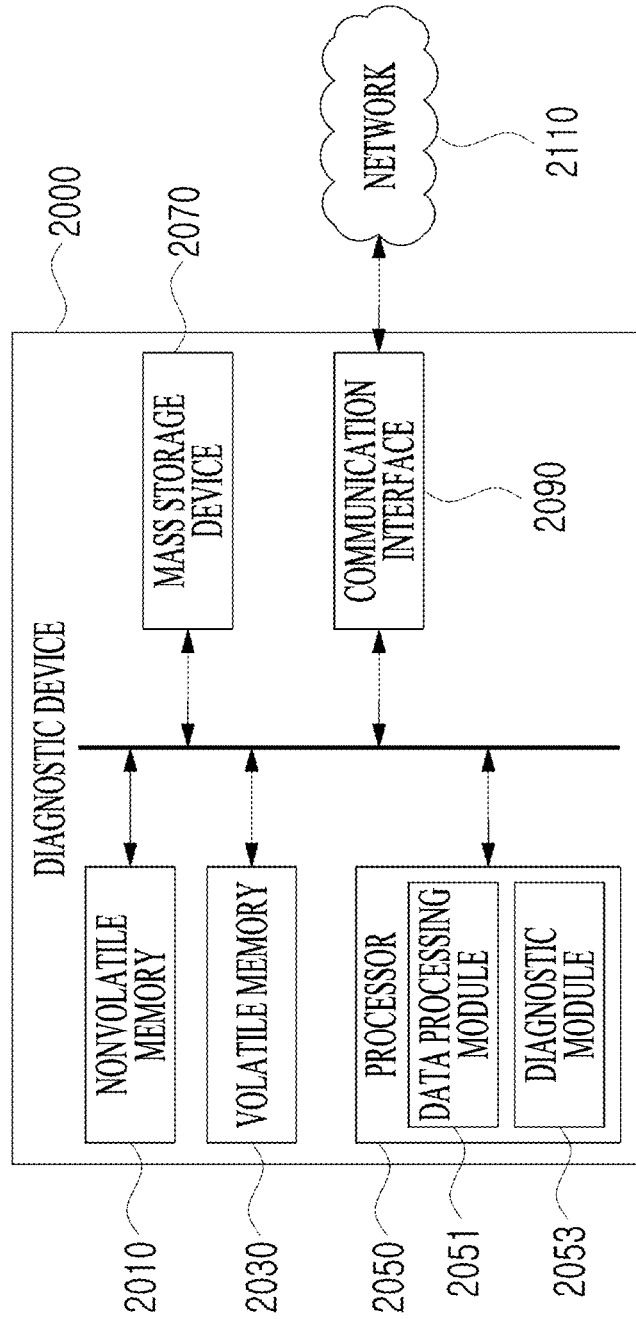 2000
DIAGNOSTIC DEVICE
2010
NONVOLATILE
MEMORY
MASS STORAGE
DEVICE
2070
2030
VOLATILE MEMORY
2050
PROCESSOR
2051
DATA PROCESSING
MODULE
2053
DIAGNOSTIC
MODULE
COMMUNICATION
INTERFACE
2090
NETWORK
2110